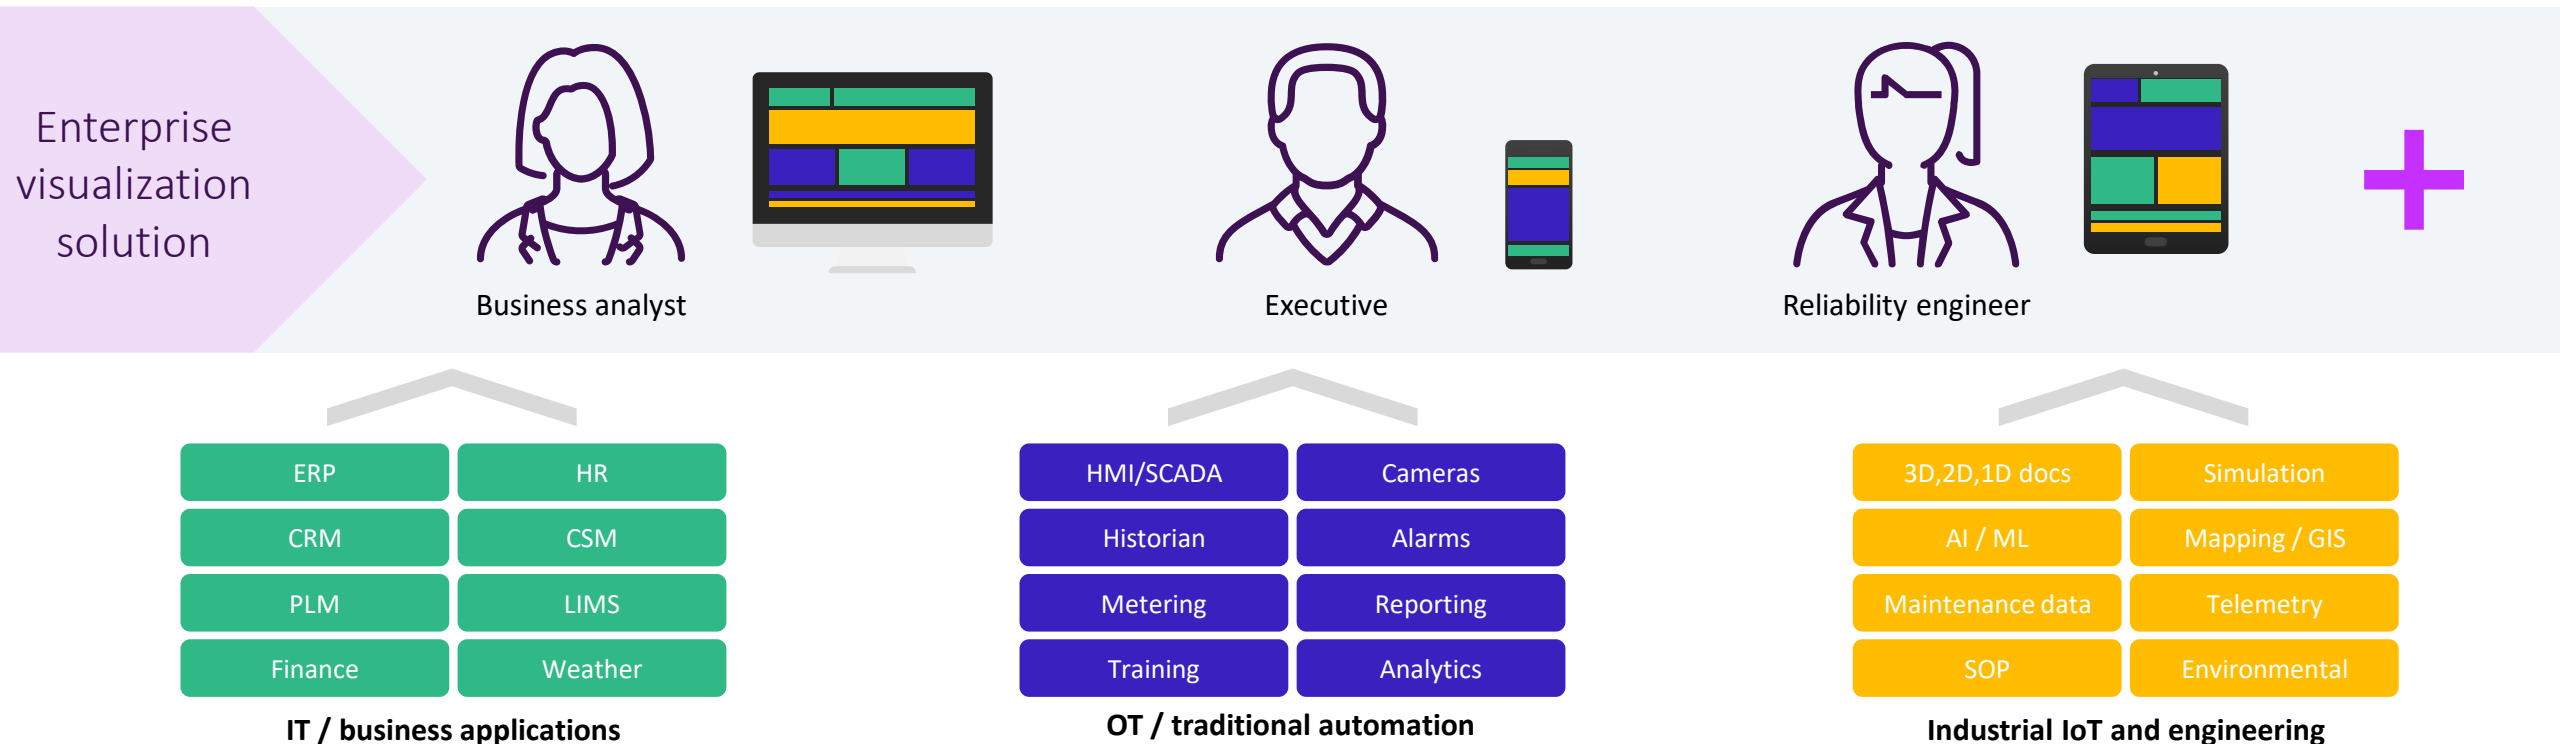 Enterprise
visualization
solution
Business analyst
Executive
Reliability engineer
ERP
HR
CRM
CSM
PLM
LIMS
Finance
Weather
IT / business applications
HMI/SCADA
Cameras
Historian
Alarms
Metering
Reporting
Training
Analytics
OT / traditional automation
3D,2D,1D docs
Simulation
AI / ML
Mapping / GIS
Maintenance data
Telemetry
SOP
Environmental
Industrial IoT and engineering